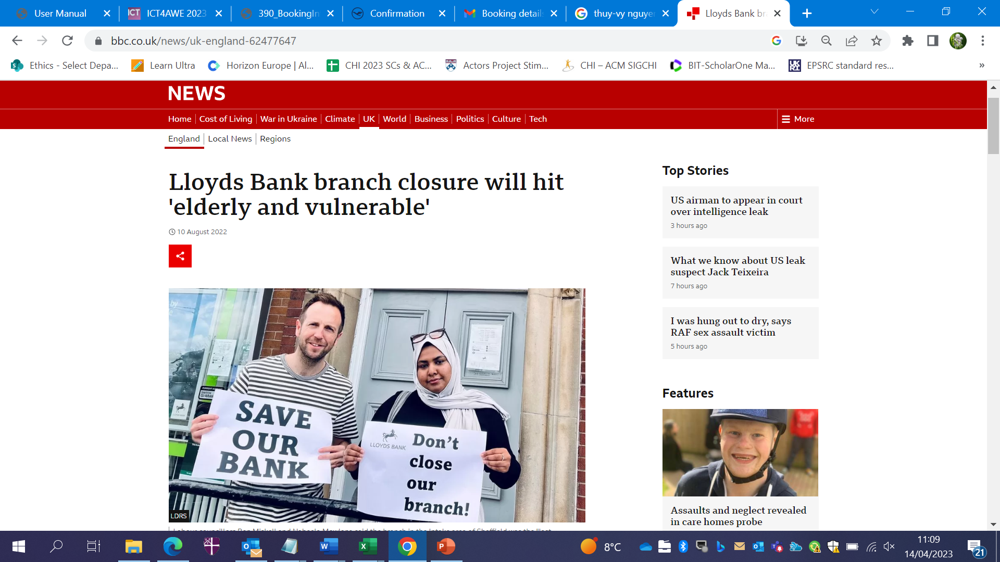 User Manual
ICT4AWE 2023
390_BookingIn
Confirmation
Booking details
thuy-vy nguyen
Lloyds Bank br
bbc.co.uk/news/uk-england-62477647
Ethics - Select Depa...
Learn Ultra
Horizon Europe | Al...
CHI 2023 SCs & AC...
Actors Project Stim...
CHI – ACM SIGCHI
BIT-ScholarOne Ma...
EPSRC standard res...
»
NEWS
Home
Cost of Living
War in Ukraine
Climate
UK
World
Business
Politics
Culture
Tech
More
England
Local News
Regions
Lloyds Bank branch closure will hit
'elderly and vulnerable'
10 August 2022
SAVE
OUR
BANK
LLOYDS BANK
Don't
close
our
branch!
LDRS
Top Stories
US airman to appear in court
over intelligence leak
3 hours ago
What we know about US leak
suspect Jack Teixeira
7 hours ago
I was hung out to dry, says
RAF sex assault victim
5 hours ago
Features
Assaults and neglect revealed
in care homes probe
8°C
11:09
14/04/2023
21